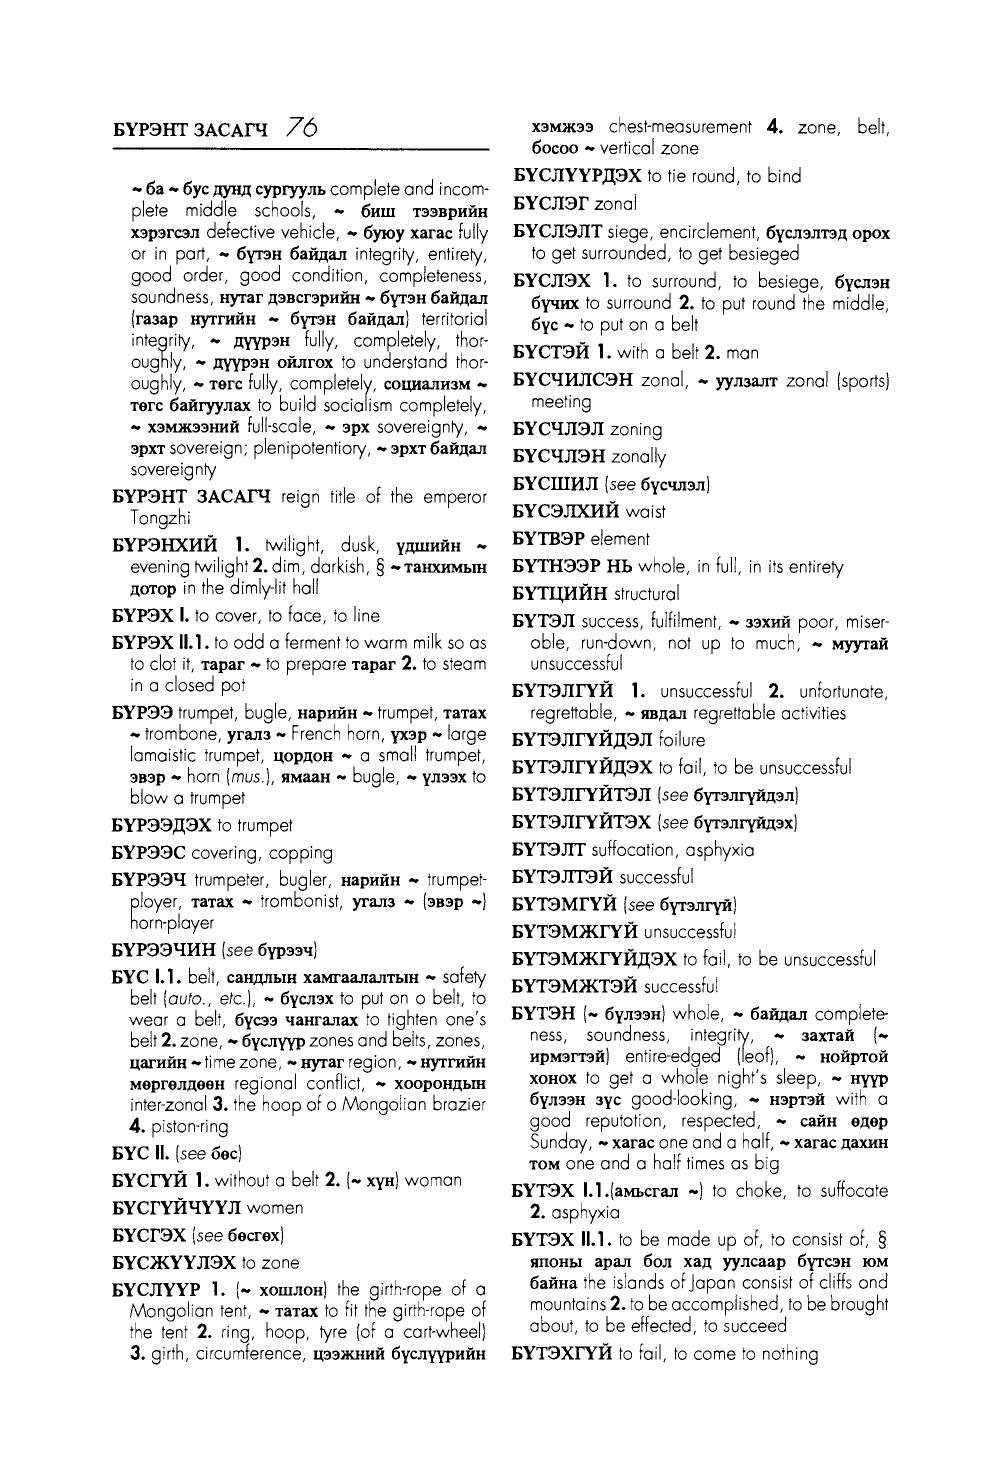 БҮРЭНТ ЗАСАГЧ 76
~ ба ~ бус дунд сургууль complete and incom-
plete middle schools, ~ биш тээврийн
хэрэгсэл defective vehicle, ~ буюу хагас fully
or in part, ~ бүтэн байдал integrity, entirety,
good order, good condition, completeness,
soundness, нутаг дэвсгэрийн ~ бүтэн байдал
(газар нутгийн ~ бүтэн байдал) territorial
integrity, ~ дүүрэн fully, completely, thor-
oughly, ~ дүүрэн ойлгох to understand thor-
oughly, ~ төгс fully, completely, социализм ~
төгс байгуулах to build socialism completely,
~ хэмжээний full-scale, ~ эрх sovereignty, ~
эрхт sovereign; plenipotentiory, ~ эрхт байдал
sovereignty
БҮРЭНТ ЗАСАГЧ reign title of the emperor
Tongzhi
БҮРЭНХИЙ 1. twilight, dusk, үдшийн ~
evening twilight 2. dim, darkish, § ~ танхимын
дотор in the dimly-lit hall
БҮРЭХ I. to cover, to face, to line
БҮРЭХ II.1. to odd a ferment to warm milk so as
to clot it, тараг ~ to prepare тараг 2. to steam
in a closed pot
БҮРЭЭ trumpet, bugle, нарийн ~ trumpet, татах
~ trombone, угалз ~ French horn, үхэр ~ large
lamaistic trumpet, цордон ~ a small trumpet,
эвэр ~ horn (mus.), ямаан ~ bugle, ~ үлээх to
blow a trumpet
БҮРЭЭДЭХ to trumpet
БҮРЭЭС covering, copping
БҮРЭЭЧ trumpeter, bugler, нарийн ~ trumpet-
ployer, татах ~ trombonist, угалз ~ (эвэр ~)
horn-player
БҮРЭЭЧИН (see бүрээч)
БҮС I.1. belt, сандлын хамгаалалтын ~ safety
belt (auto., etc.), ~ бүслэх to put on o belt, to
wear a belt, бүсээ чангалах to tighten one's
belt 2. zone, ~ бүслүүр zones and belts, zones,
цагийн ~ time zone, ~ нутаг region, ~ нутгийн
мөргөлдөөн regional conflict, ~ хоорондын
inter-zonal 3. the hoop of o Mongolian brazier
4. piston-ring
БҮС II. (see бөс)
БҮСГҮЙ 1. without a belt 2. (~ хүн) woman
БҮСГҮЙЧҮҮЛ women
БҮСГЭХ (see бөсгөх)
БҮСЖҮҮЛЭХ to zone
БҮСЛҮҮР 1. (~ хошлон) the girth-rope of a
Mongolian tent, ~ татах to fit the girth-rope of
the tent 2. ring, hoop, tyre (of a cart-wheel)
3. girth, circumference, цээжний бүслүүрийн
хэмжээ chest-measurement 4. zone, belt,
босоо ~ vertical zone
БҮСЛҮҮРДЭХ to tie round, to bind
БҮСЛЭГ zonal
БҮСЛЭЛТ siege, encirclement, бүслэлтэд орох
to get surrounded, to get besieged
БҮСЛЭХ 1. to surround, to besiege, бүслэн
бүчих to surround 2. to put round the middle,
бүс ~ to put on a belt
БҮСТЭЙ 1. with a belt 2. man
БҮСЧИЛСЭН zonal, ~ уулзалт zonal (sports)
meeting
БҮСЧЛЭЛ zoning
БҮСЧЛЭН zonally
БҮСШИЛ (see бүсчлэл)
БҮСЭЛХИЙ waist
БҮТВЭР element
БҮТНЭЭР НЬ whole, in full, in its entirety
БҮТЦИЙН structural
БҮТЭЛ success, fulfilment, ~ зэхий poor, miser-
oble, run-down, not up to much, ~ муутай
unsuccessful
БҮТЭЛГҮЙ 1. unsuccessful 2. unfortunate,
regrettable, ~ явдал regrettable activities
БҮТЭЛГҮЙДЭЛ foilure
БҮТЭЛГҮЙДЭХ to fail, to be unsuccessful
БҮТЭЛГҮЙТЭЛ (see бүтэлгүйдэл)
БҮТЭЛГҮЙТЭХ (see бүтэлгүйдэх)
БҮТЭЛТ suffocation, asphyxia
БҮТЭЛТЭЙ successful
БҮТЭМГҮЙ (see бүтэлгүй)
БҮТЭМЖГҮЙ unsuccessful
БҮТЭМЖГҮЙДЭХ to fail, to be unsuccessful
БҮТЭМЖТЭЙ successful
БҮТЭН (~ бүлээн) whole, ~ байдал complete-
ness, soundness, integrity, ~ захтай (~
ирмэгтэй) entire-edged (leof), ~ нойртой
хонох to get a whole night's sleep, ~ нүүр
бүлээн зүс good-looking, ~ нэртэй with a
good reputotion, respected, ~ сайн өдөр
Sunday, ~ хагас one and a half, ~ хагас дахин
том one and a half times as big
БҮТЭХ I.1.(амьсгал ~) to choke, to suffocate
2. asphyxia
БҮТЭХ II.1. to be made up of, to consist of, §
японы арал бол хад уулсаар бүтсэн юм
байна the islands of Japan consist of cliffs ond
mountains 2. to be accomplished, to be brought
about, to be effected, to succeed
БҮТЭХГҮЙ to fail, to come to nothing